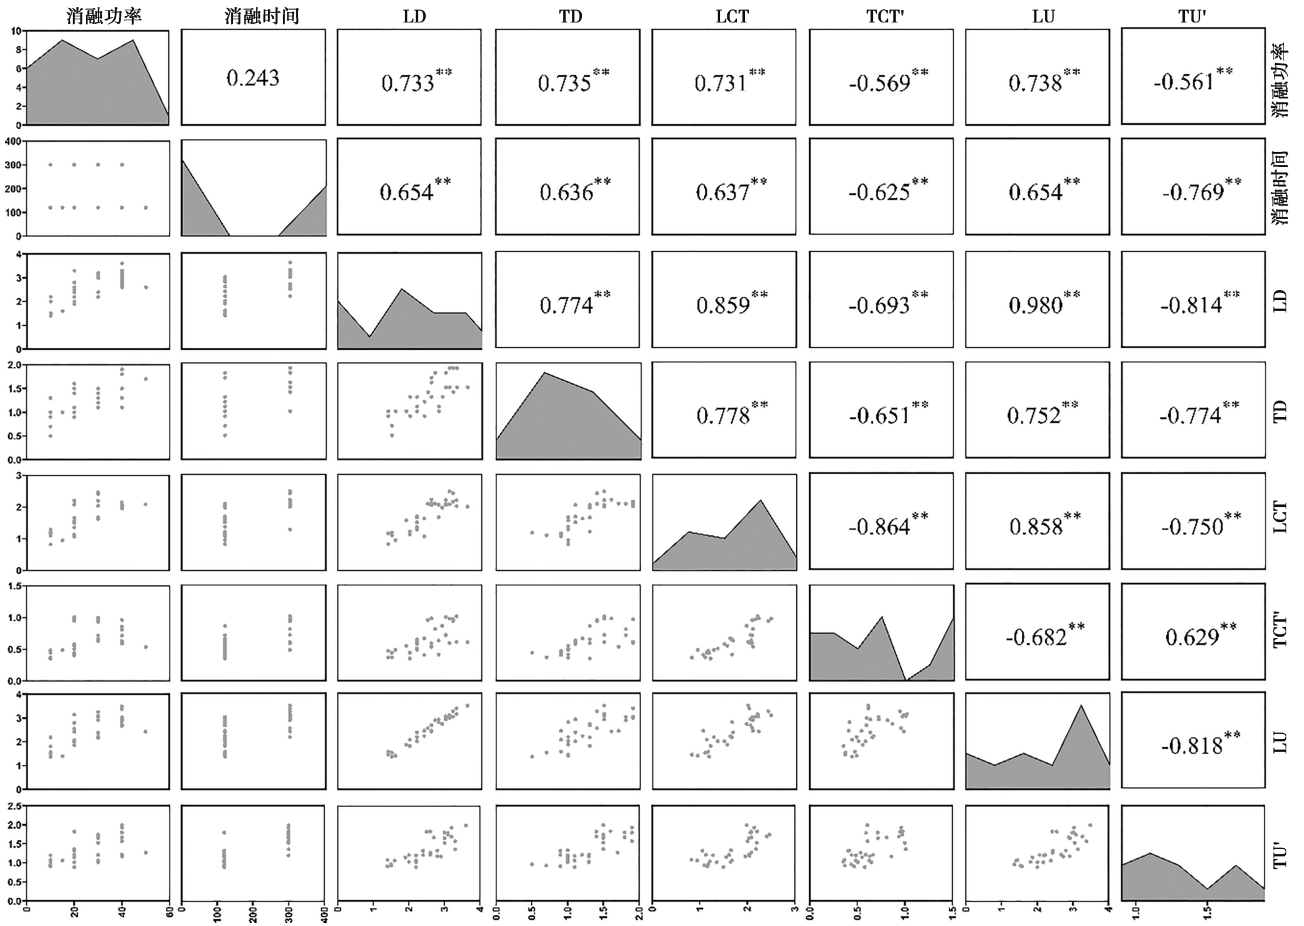 消融功率 消融时间 LD TD LCT TCT' LU TU'
10 8 6 4 2 0 0.243 0.733** 0.735** 0.731** -0.569** 0.738** -0.561** 消融功率
400 300 200 100 0 0.654** 0.636** 0.637** -0.625** 0.654** -0.769** 消融时间
4 3 2 1 0 0.774** 0.859** -0.693** 0.980** -0.814** LD
2.0 1.5 1.0 0.5 0.0 0.778** -0.651** 0.752** -0.774** TD
3 2 1 0 -0.864** 0.858** -0.750** LCT
1.5 1.0 0.5 0.0 -0.682** 0.629** TCT'
4 3 2 1 0 -0.818** LU
2.5 2.0 1.5 1.0 0.5 0.0 TU'
0 20 40 60 0 100 200 300 400 0 1 2 3 4 0.0 0.5 1.0 1.5 2.0 0 1 2 3 0.0 0.5 1.0 1.5 0 1 2 3 4 1.0 1.5